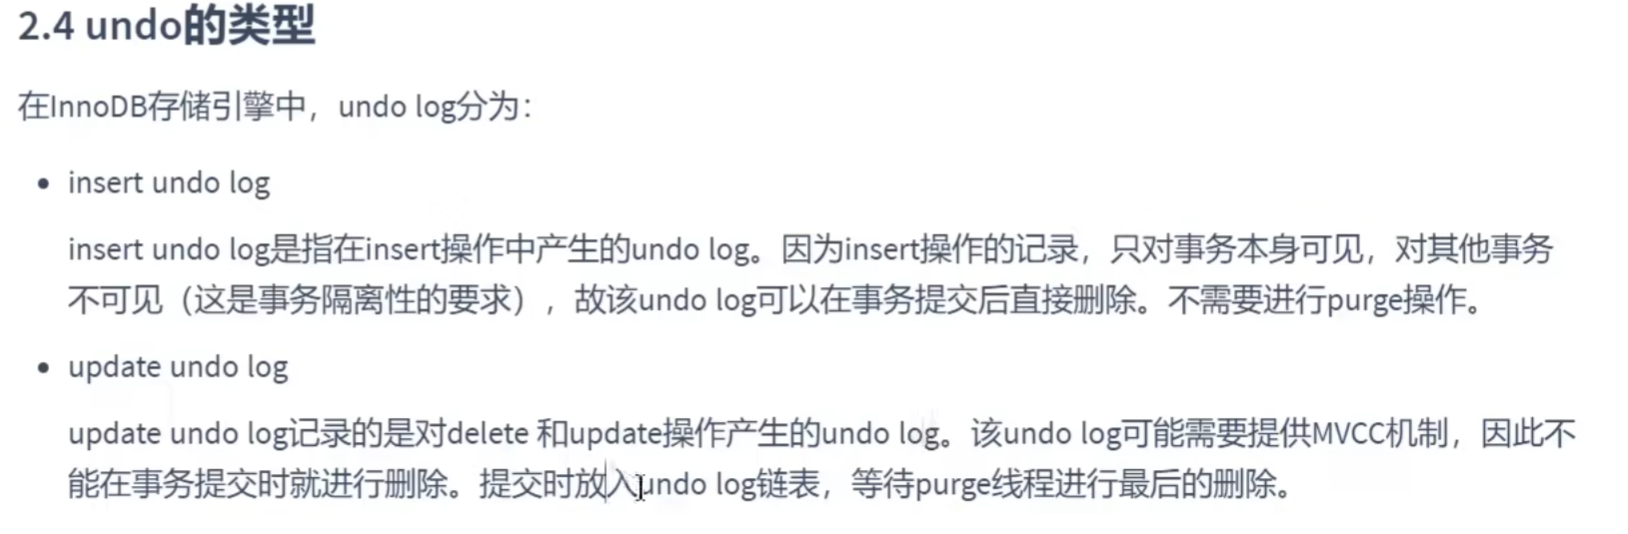 2.4 undo的类型
在InnoDB存储引擎中，undo log分为：
• insert undo log
insert undo log是指在insert操作中产生的undo log。因为insert操作的记录，只对事务本身可见，对其他事务
不可见（这是事务隔离性的要求），故该undo log可以在事务提交后直接删除。不需要进行purge操作。
• update undo log
update undo log记录的是对delete 和update操作产生的undo log。该undo log可能需要提供MVCC机制，因此不
能在事务提交时就进行删除。提交时放入undo log链表，等待purge线程进行最后的删除。